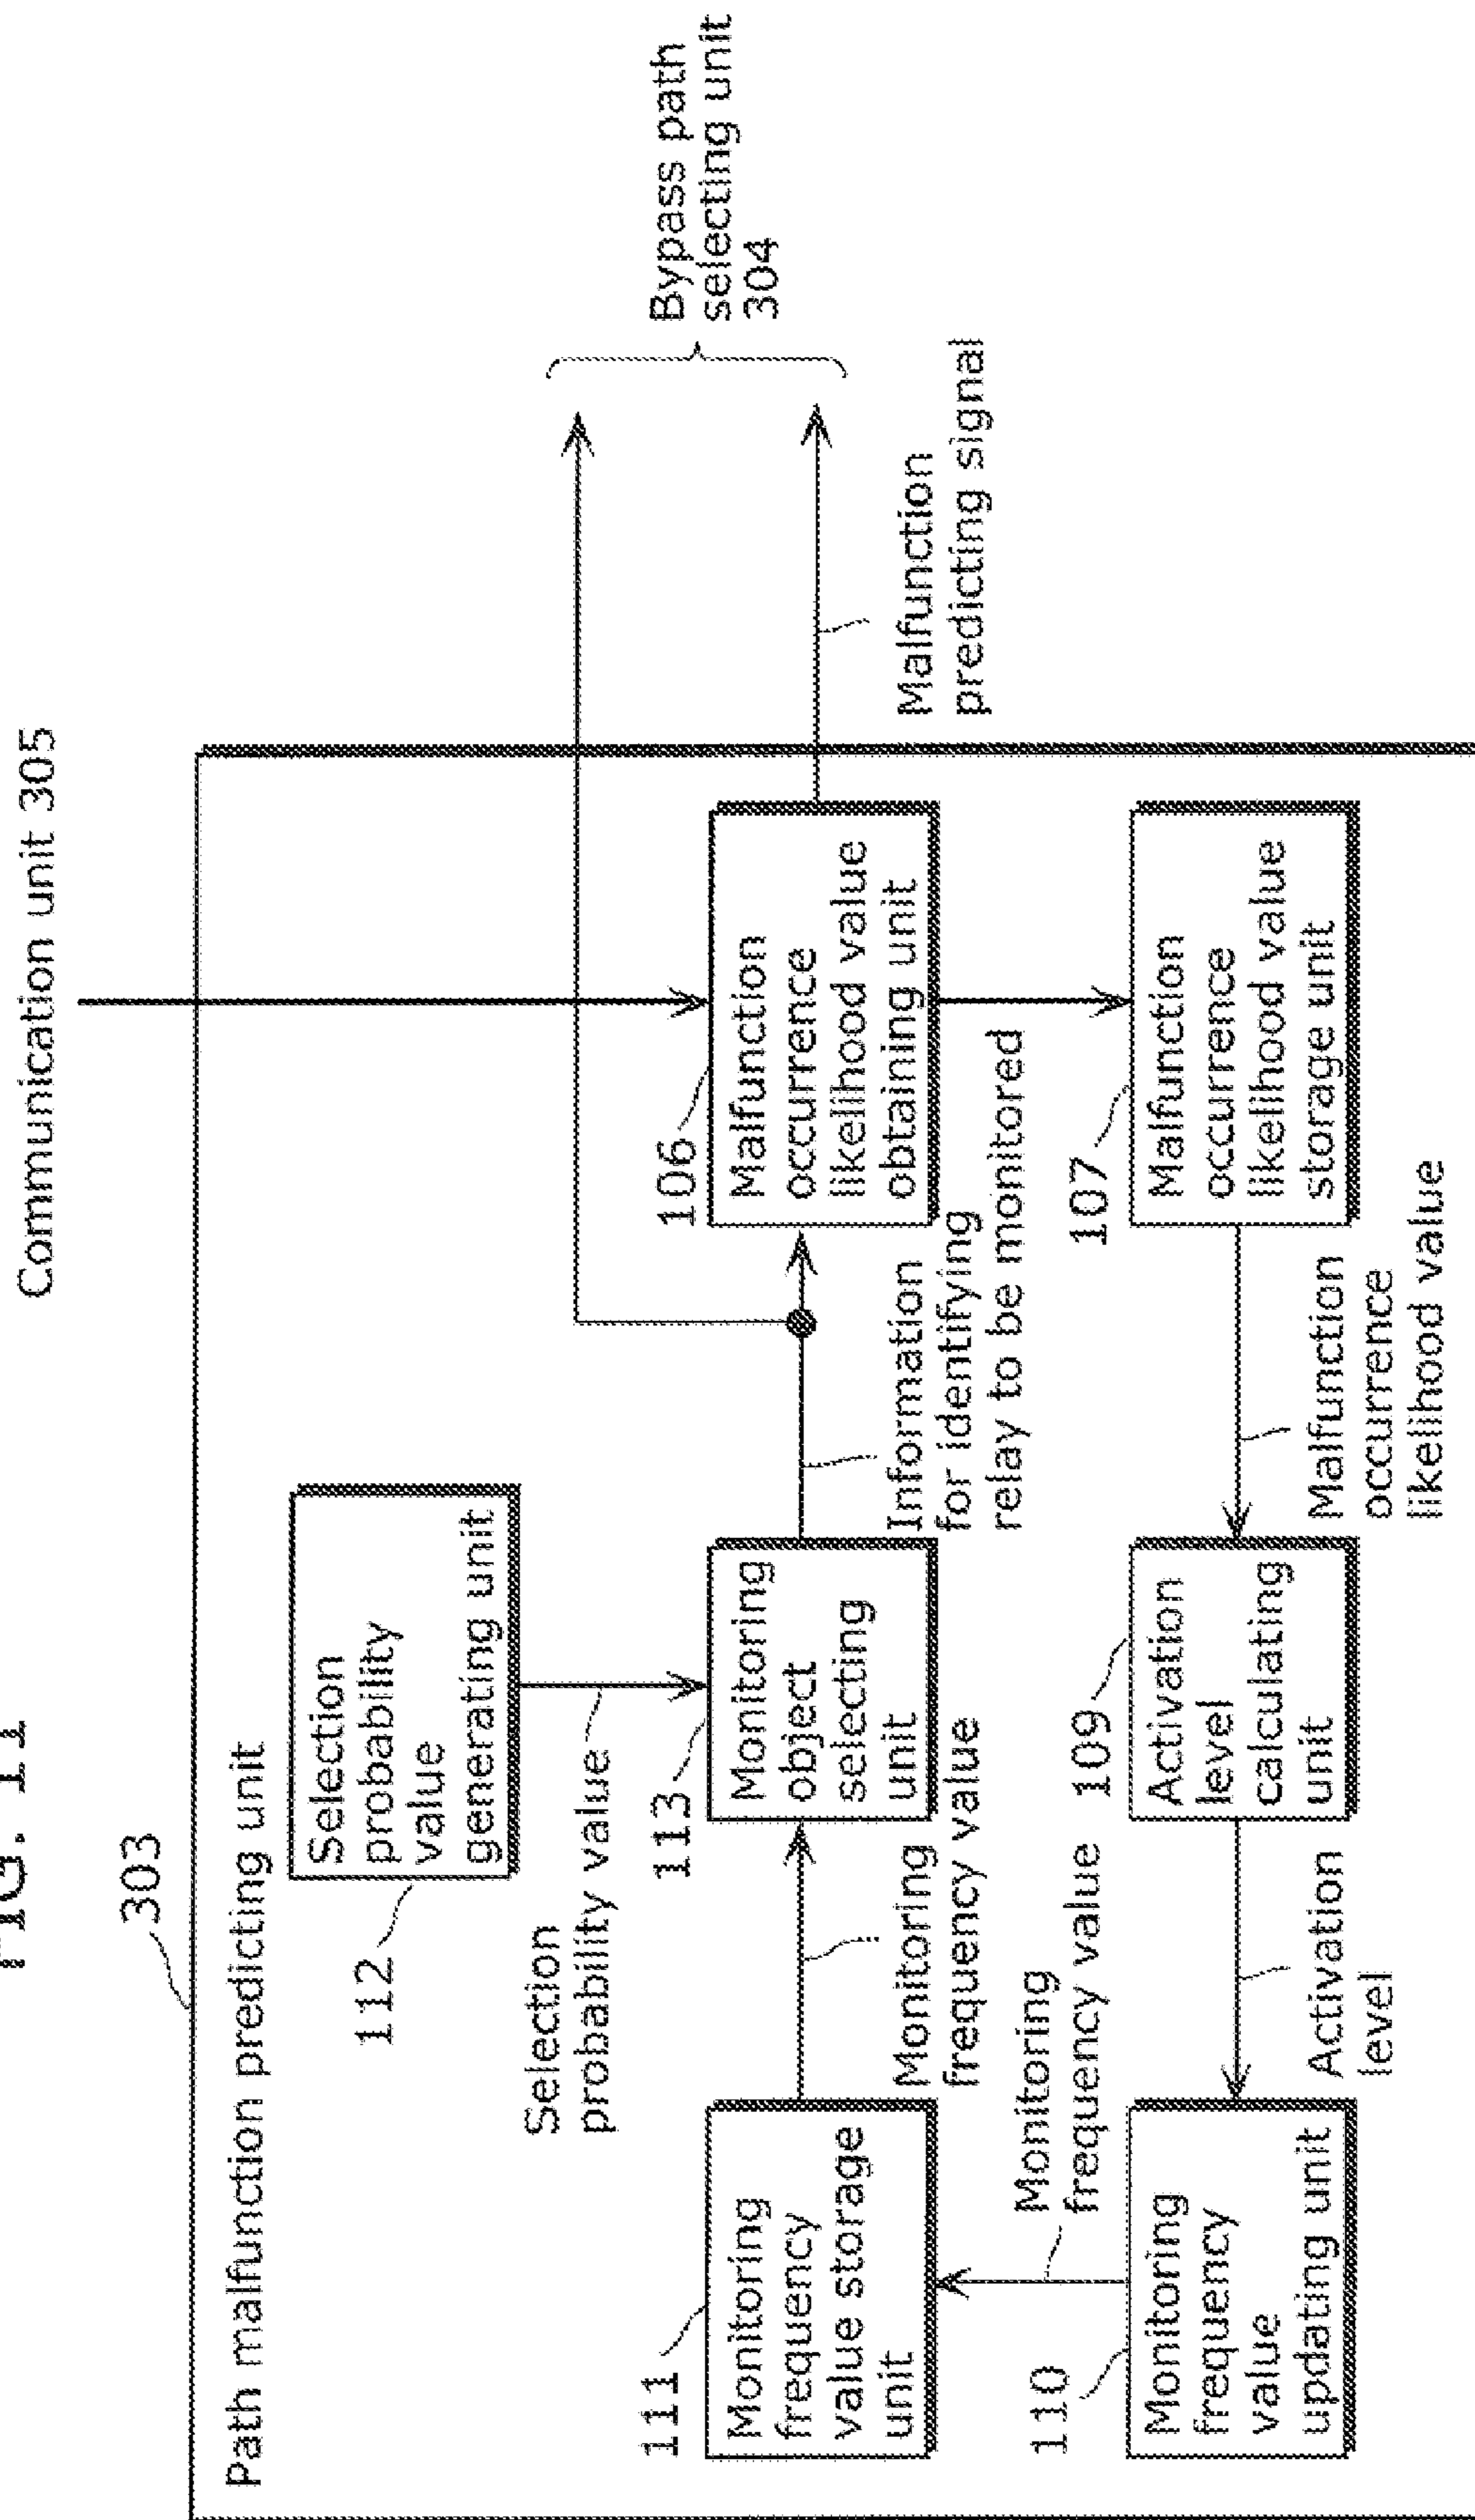 FIG. 11
Communication unit 305
303
Path malfunction predicting unit
112
Selection
probability
value
generating unit
Selection
probability value
Bypass path
selecting unit
304
111
Monitoring
frequency
value storage
unit
Monitoring
frequency value
113
Monitoring
object
selecting
unit
Information
for identifying
relay to be monitored
106
Malfunction
occurrence
likelihood value
obtaining unit
Malfunction
predicting signal
110
Monitoring
frequency
value
updating unit
Monitoring
frequency value
Activation
level
109
Activation
level
calculating
unit
Malfunction
occurrence
likelihood value
107
Malfunction
occurrence
likelihood value
storage unit